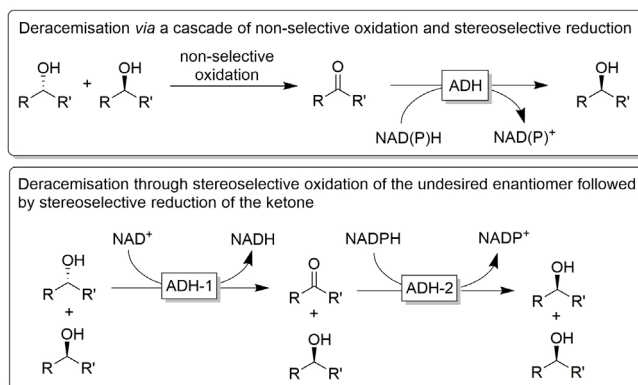 Deracemisation via a cascade of non-selective oxidation and stereoselective reduction
OH
R R'
+
OH
R R'
non-selective
oxidation
O
R R'
ADH
NAD(P)H
NAD(P)+
OH
R R'
Deracemisation through stereoselective oxidation of the undesired enantiomer followed
by stereoselective reduction of the ketone
NAD+
NADH
NADPH
NADP+
OH
R R'
+
OH
R R'
ADH-1
O
R R'
+
OH
R R'
ADH-2
OH
R R'
+
OH
R R'